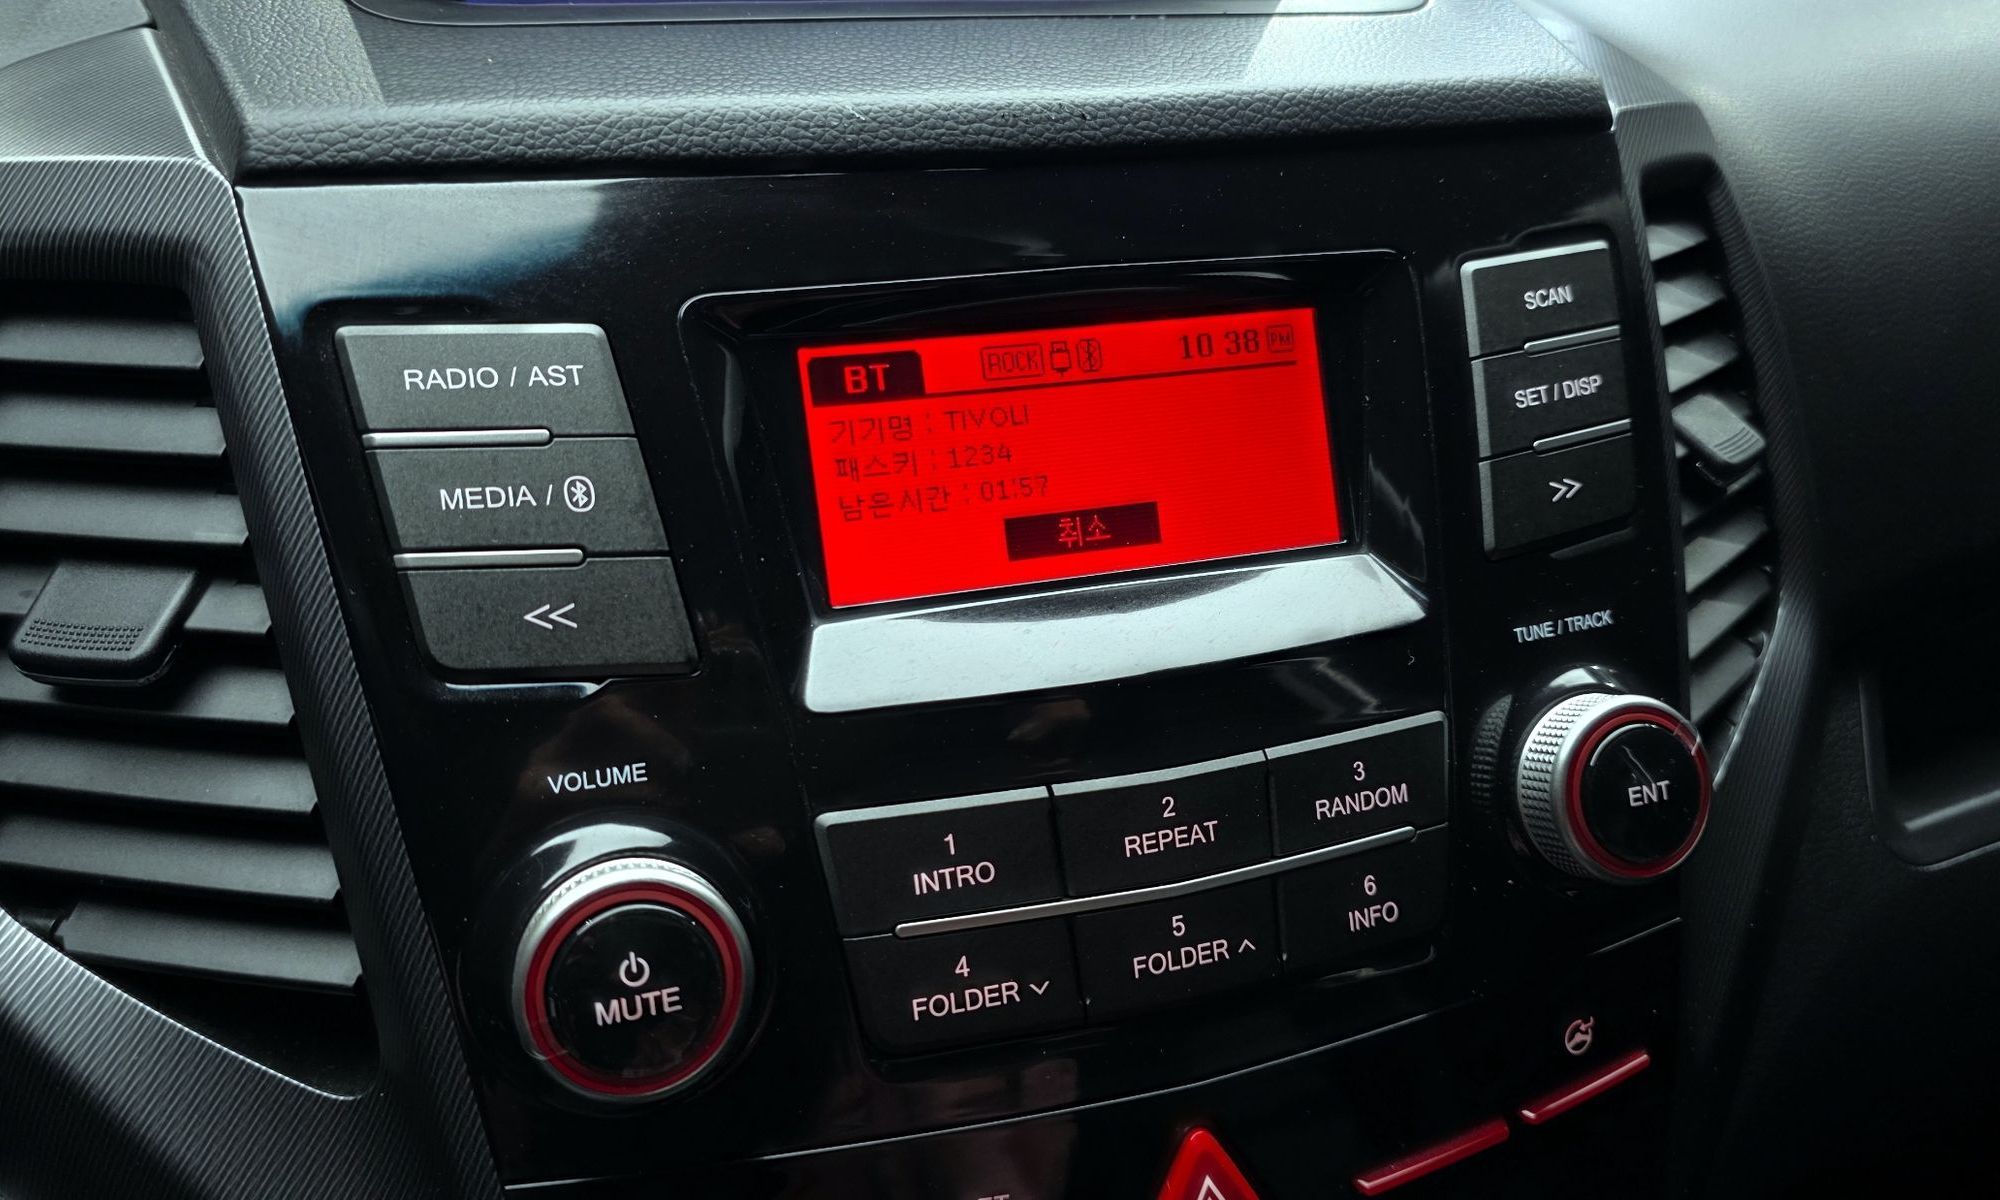 RADIO / AST
MEDIA /
VOLUME
MUTE
BT ROCK 10 38 PM
기기명 : TIVOLI
패스키 : 1234
남은시간 : 01:57
취소
SCAN
SET / DISP
TUNE / TRACK
ENT
1
INTRO
2
REPEAT
3
RANDOM
4
FOLDER
5
FOLDER
6
INFO